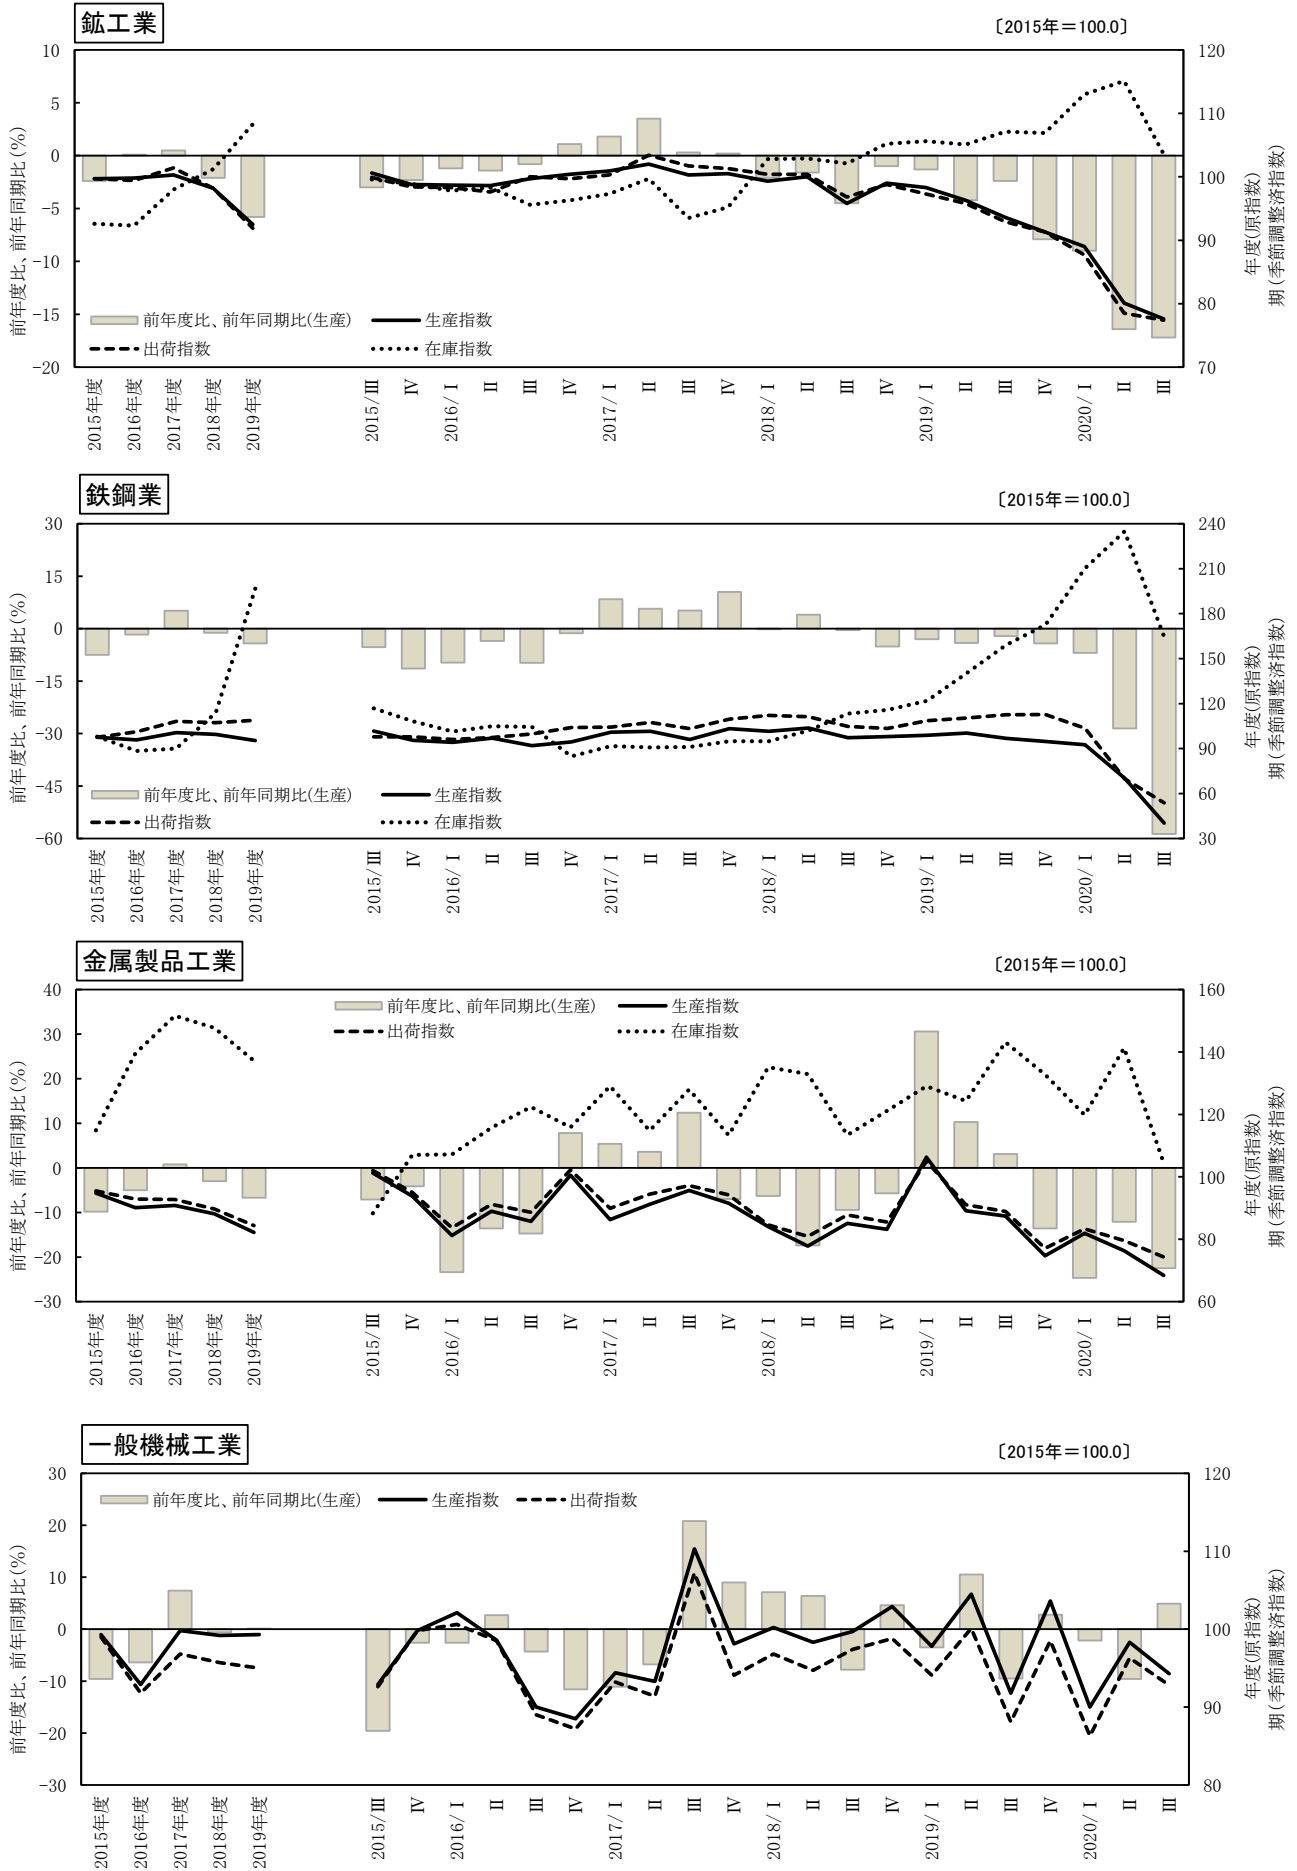 鉱工業
〔2015年＝100.0〕
前年度比、前年同期比(%)
10
5
0
−5
−10
−15
−20
120
110
100
90
80
70
年度(原指数)
期(季節調整済指数)
前年度比、前年同期比(生産)
生産指数
出荷指数
在庫指数
2015年度
2016年度
2017年度
2018年度
2019年度
2015/Ⅲ
Ⅳ
2016/Ⅰ
Ⅱ
Ⅲ
Ⅳ
2017/Ⅰ
Ⅱ
Ⅲ
Ⅳ
2018/Ⅰ
Ⅱ
Ⅲ
Ⅳ
2019/Ⅰ
Ⅱ
Ⅲ
Ⅳ
2020/Ⅰ
Ⅱ
Ⅲ
鉄鋼業
〔2015年＝100.0〕
前年度比、前年同期比(%)
30
15
0
−15
−30
−45
−60
240
210
180
150
120
90
60
30
年度(原指数)
期(季節調整済指数)
前年度比、前年同期比(生産)
生産指数
出荷指数
在庫指数
2015年度
2016年度
2017年度
2018年度
2019年度
2015/Ⅲ
Ⅳ
2016/Ⅰ
Ⅱ
Ⅲ
Ⅳ
2017/Ⅰ
Ⅱ
Ⅲ
Ⅳ
2018/Ⅰ
Ⅱ
Ⅲ
Ⅳ
2019/Ⅰ
Ⅱ
Ⅲ
Ⅳ
2020/Ⅰ
Ⅱ
Ⅲ
金属製品工業
〔2015年＝100.0〕
前年度比、前年同期比(%)
40
30
20
10
0
−10
−20
−30
160
140
120
100
80
60
年度(原指数)
期(季節調整済指数)
前年度比、前年同期比(生産)
生産指数
出荷指数
在庫指数
2015年度
2016年度
2017年度
2018年度
2019年度
2015/Ⅲ
Ⅳ
2016/Ⅰ
Ⅱ
Ⅲ
Ⅳ
2017/Ⅰ
Ⅱ
Ⅲ
Ⅳ
2018/Ⅰ
Ⅱ
Ⅲ
Ⅳ
2019/Ⅰ
Ⅱ
Ⅲ
Ⅳ
2020/Ⅰ
Ⅱ
Ⅲ
一般機械工業
〔2015年＝100.0〕
前年度比、前年同期比(%)
30
20
10
0
−10
−20
−30
120
110
100
90
80
年度(原指数)
期(季節調整済指数)
前年度比、前年同期比(生産)
生産指数
出荷指数
2015年度
2016年度
2017年度
2018年度
2019年度
2015/Ⅲ
Ⅳ
2016/Ⅰ
Ⅱ
Ⅲ
Ⅳ
2017/Ⅰ
Ⅱ
Ⅲ
Ⅳ
2018/Ⅰ
Ⅱ
Ⅲ
Ⅳ
2019/Ⅰ
Ⅱ
Ⅲ
Ⅳ
2020/Ⅰ
Ⅱ
Ⅲ